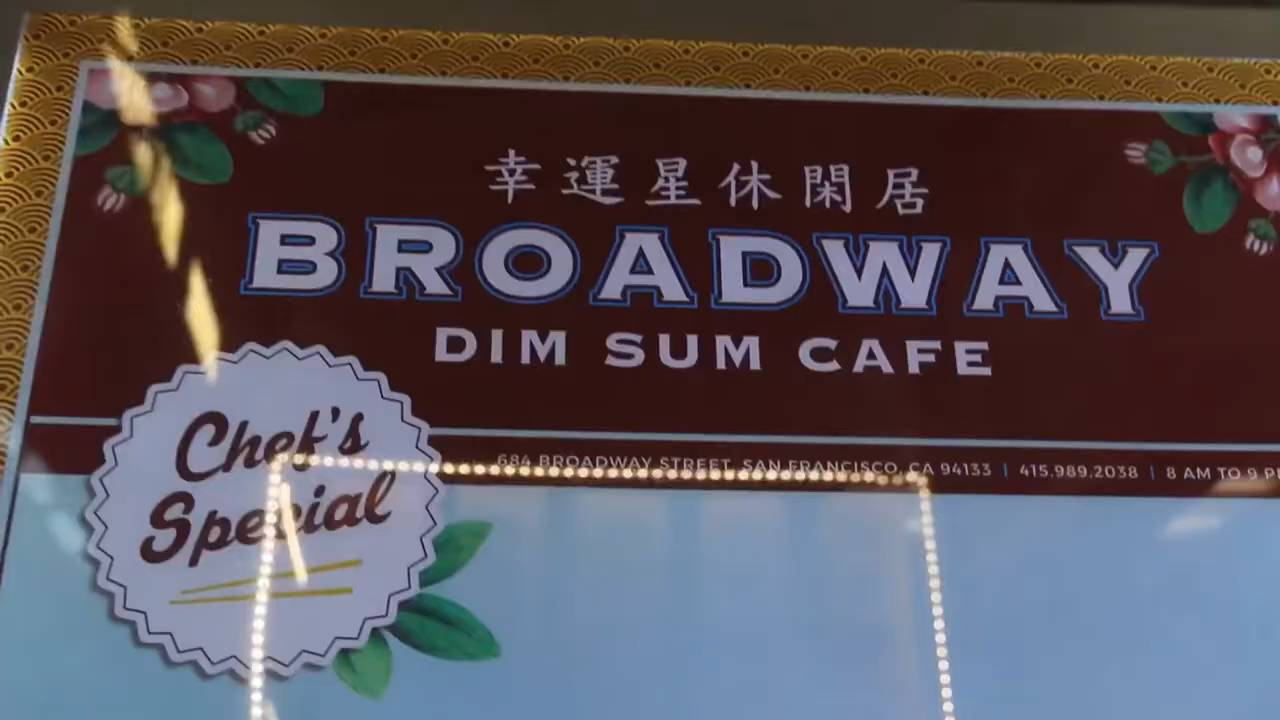 幸運星休閑居
BROADWAY
DIM SUM CAFE
Chef's
Special
684 BROADWAY STREET, SAN FRANCISCO, CA 94133 | 415.989.2038 | 8 AM TO 9 P